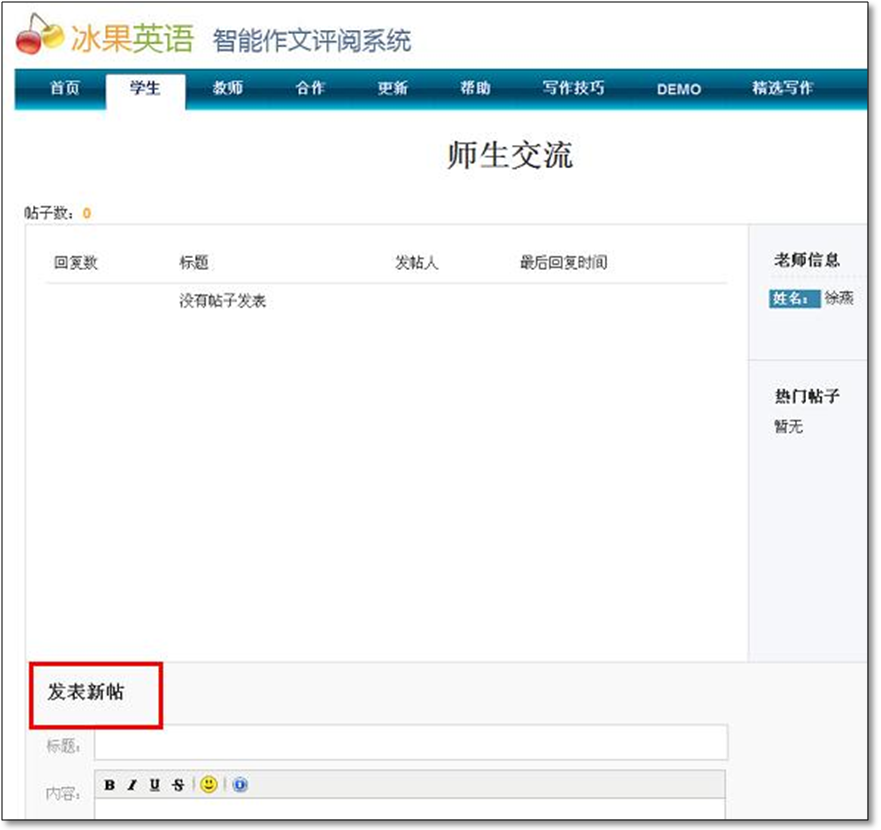 冰果英语 智能作文评阅系统
首页 学生 教师 合作 更新 帮助 写作技巧 DEMO 精选写作
师生交流
帖子数：0
回复数 标题 发帖人 最后回复时间
没有帖子发表
老师信息
姓名： 徐燕
热门帖子
暂无
发表新帖
标题：
内容： B I U S